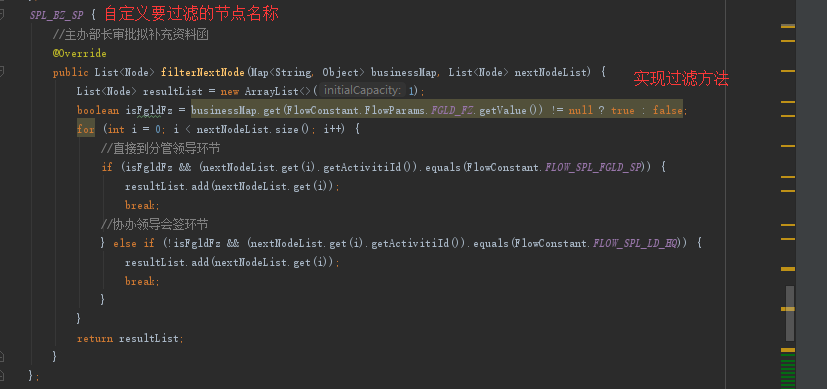 SPL_BZ_SP { 自定义要过滤的节点名称
//主办部长审批拟补充资料函
@Override
public List<Node> filterNextNode(Map<String, Object> businessMap, List<Node> nextNodeList) {
实现过滤方法
List<Node> resultList = new ArrayList<>( initialCapacity: 1);
boolean isFgldFz = businessMap.get(FlowConstant.FlowParams.FGLD_FZ.getValue()) != null ? true : false;
for (int i = 0; i < nextNodeList.size(); i++) {
//直接到分管领导环节
if (isFgldFz && (nextNodeList.get(i).getActivitiId()).equals(FlowConstant.FLOW_SPL_FGLD_SP)) {
resultList.add(nextNodeList.get(i));
break;
//协办领导会签环节
} else if (!isFgldFz && (nextNodeList.get(i).getActivitiId()).equals(FlowConstant.FLOW_SPL_LD_HQ)) {
resultList.add(nextNodeList.get(i));
break;
}
}
return resultList;
}
};